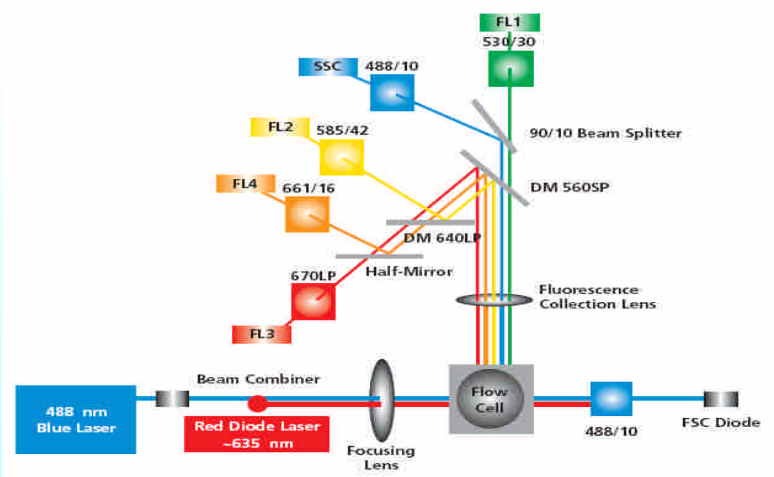 FL1
530/30
SSC 488/10
FL2 585/42
90/10 Beam Splitter
FL4 661/16
DM 560SP
DM 640LP
Half-Mirror
670LP
Fluorescence
Collection Lens
FL3
Beam Combiner
488 nm
Blue Laser
Red Diode Laser
~635 nm
Focusing
Lens
Flow
Cell
488/10
FSC Diode